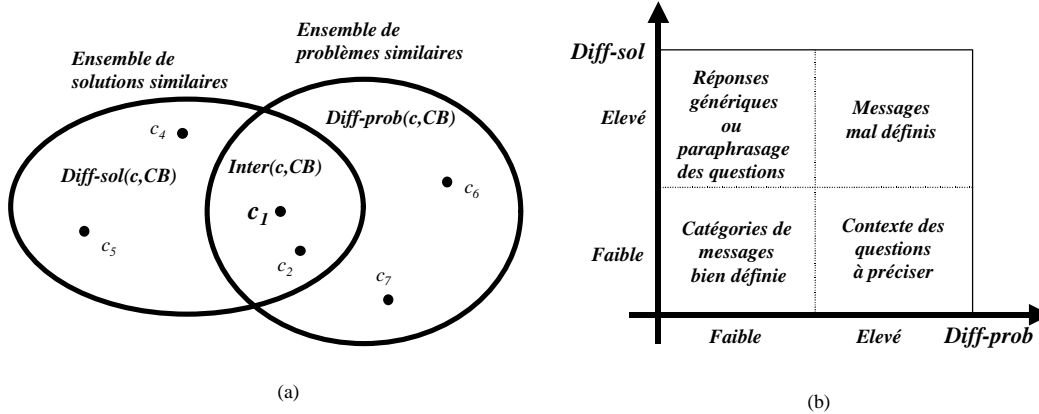 Ensemble de
solutions similaires
Ensemble de
problèmes similaires
Diff-prob(c,CB)
c4
Diff-sol(c,CB)
Inter(c,CB)
c6
c1
c5
c2
c7
(a)
Diff-sol
Elevé
Réponses
génériques
ou
paraphrasage
des questions
Messages
mal définis
Faible
Catégories de
messages
bien définie
Contexte des
questions
à préciser
Faible
Elevé
Diff-prob
(b)